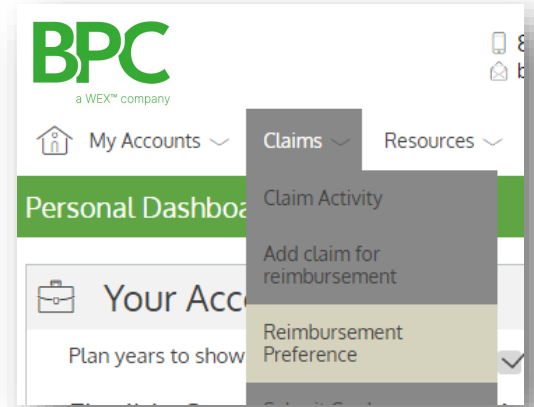 BPC
a WEX™ company
8
b
My Accounts
Claims
Resources
Personal Dashboa
Claim Activity
Add claim for
reimbursement
Your Acc
Reimbursement
Preference
Plan years to show